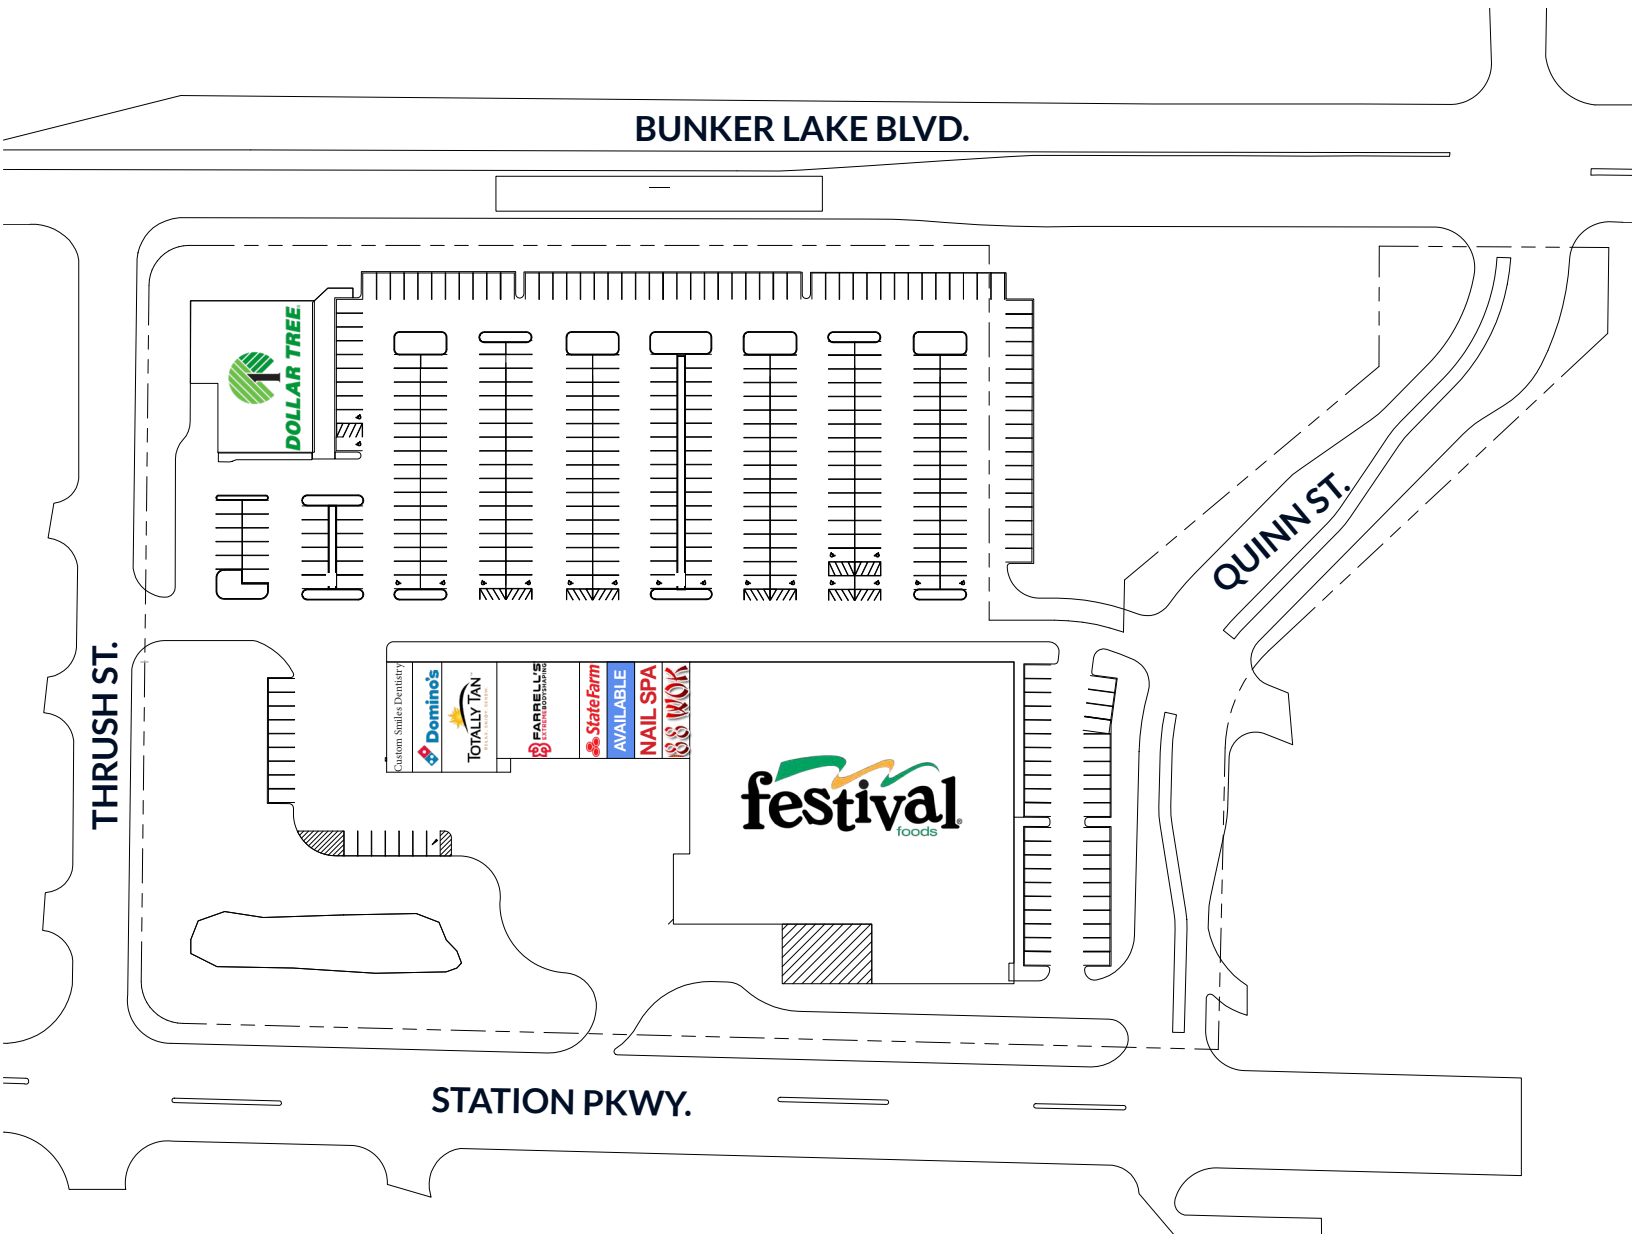 BUNKER LAKE BLVD.
DOLLAR TREE
QUINN ST.
THRUSH ST.
Custom Smiles Dentistry
Domino's
TOTALLY TAN
FARRELL'S
EXTREME BODYSHAPING
State Farm
AVAILABLE
NAIL SPA
88 WOK
festival®
foods
STATION PKWY.